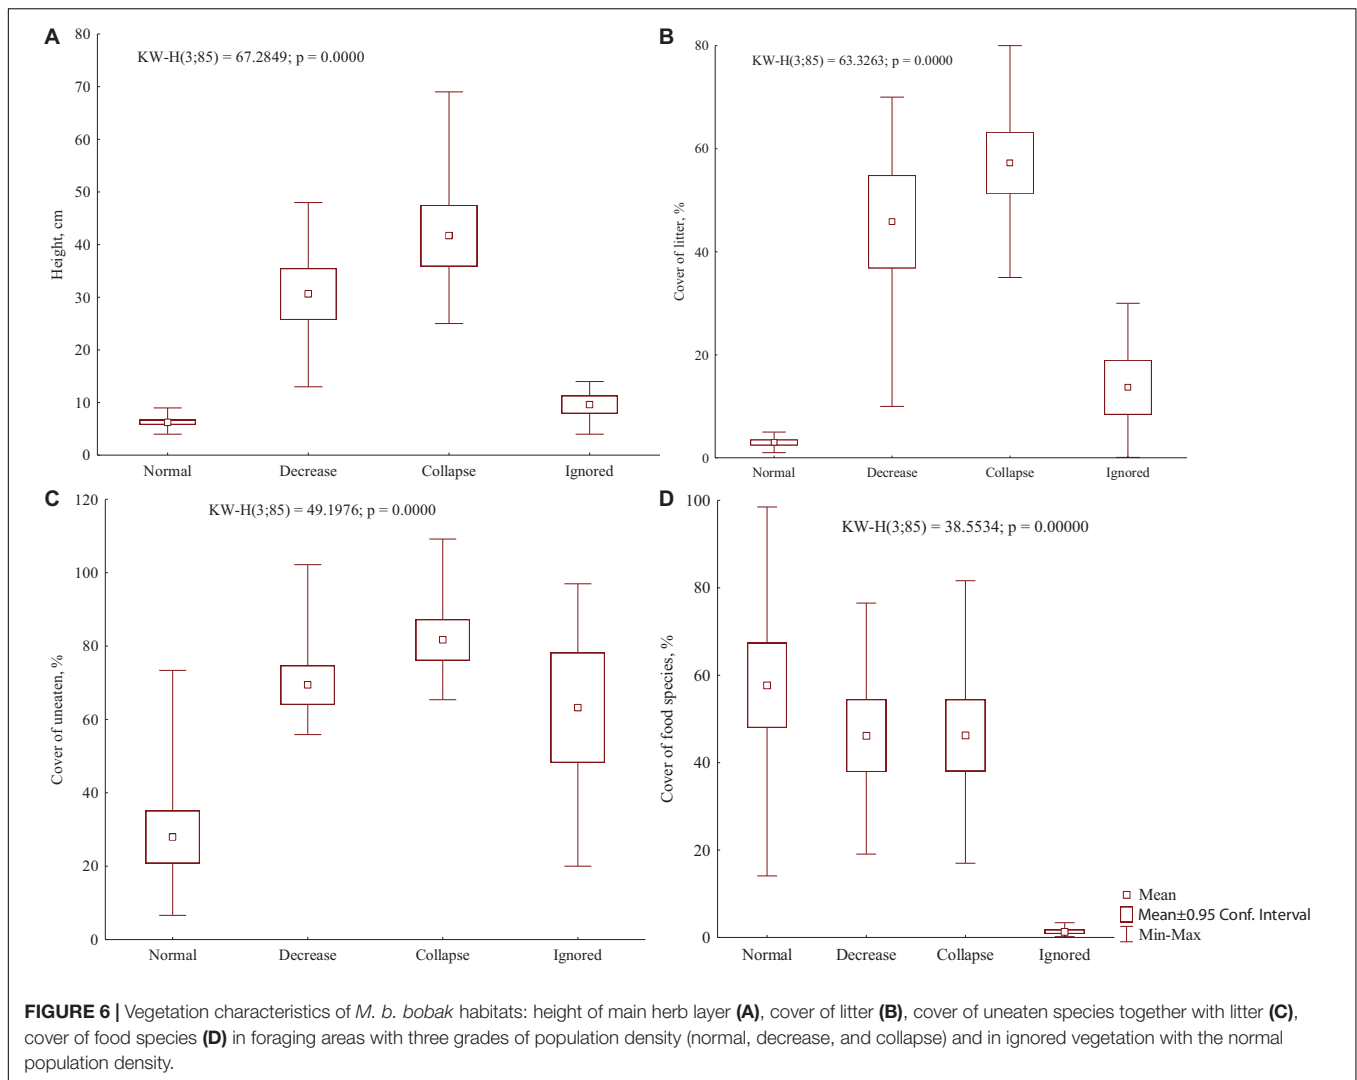 A
KW-H(3;85) = 67.2849; p = 0.0000
80
70
60
50
40
30
20
10
0
Height, cm
Normal Decrease Collapse Ignored
B
KW-H(3;85) = 63.3263; p = 0.0000
80
60
40
20
0
Cover of litter, %
Normal Decrease Collapse Ignored
C
KW-H(3;85) = 49.1976; p = 0.0000
120
100
80
60
40
20
0
Cover of uneaten, %
Normal Decrease Collapse Ignored
D
KW-H(3;85) = 38.5534; p = 0.00000
100
80
60
40
20
0
Cover of food species, %
Normal Decrease Collapse Ignored
Mean
Mean±0.95 Conf. Interval
Min-Max
FIGURE 6 | Vegetation characteristics of M. b. bobak habitats: height of main herb layer (A), cover of litter (B), cover of uneaten species together with litter (C),
cover of food species (D) in foraging areas with three grades of population density (normal, decrease, and collapse) and in ignored vegetation with the normal
population density.